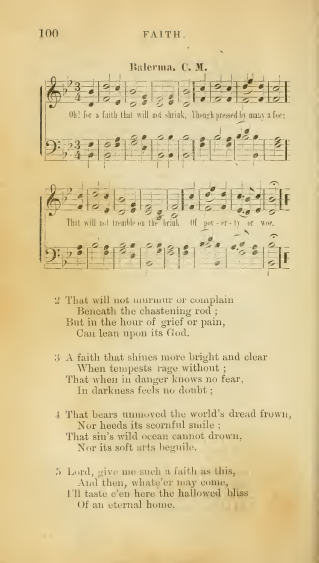 100 FAITH.
Balerma. C. M.
Oh! for a faith that will not shrink, Though pressed by many a foe;
That will not tremble on the brink Of pov - er - ty or woe.
2 That will not murmur or complain
Beneath the chastening rod ;
But in the hour of grief or pain,
Can lean upon its God.
3 A faith that shines more bright and clear
When tempests rage without ;
That when in danger knows no fear,
In darkness feels no doubt ;
4 That bears unmoved the world's dread frown,
Nor heeds its scornful smile ;
That sin's wild ocean cannot drown,
Nor its soft arts beguile.
5 Lord, give me such a faith as this,
And then, whate'er may come,
I'll taste e'en here the hallowed bliss
Of an eternal home.